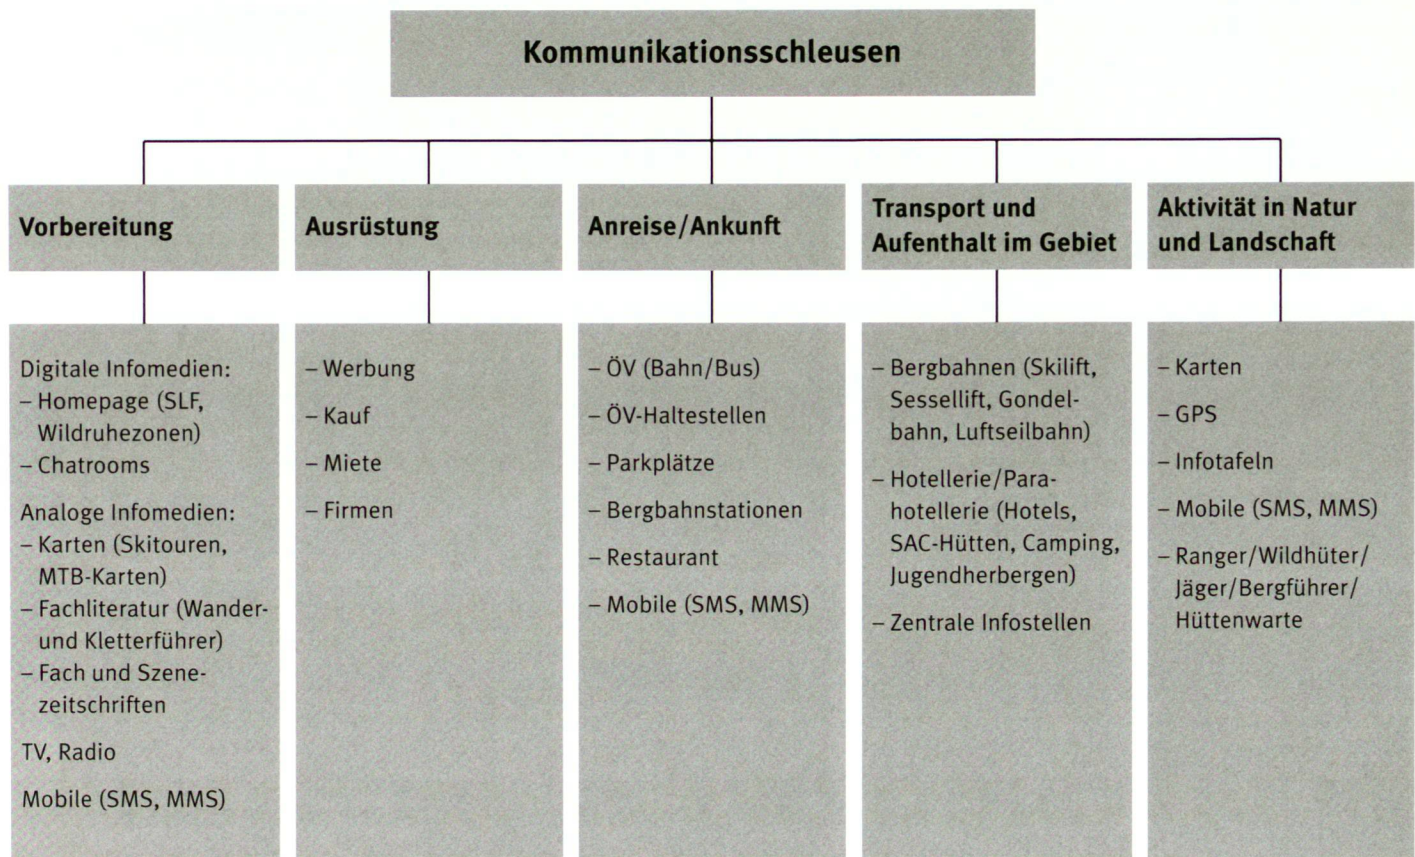 Kommunikationsschleusen
Vorbereitung
Digitale Infomedien:
– Homepage (SLF,
Wildruhezonen)
– Chatrooms
Analoge Infomedien:
– Karten (Skitouren,
MTB-Karten)
– Fachliteratur (Wander-
und Kletterführer)
– Fach und Szene-
zeitschriften
TV, Radio
Mobile (SMS, MMS)
Ausrüstung
– Werbung
– Kauf
– Miete
– Firmen
Anreise/Ankunft
– ÖV (Bahn/Bus)
– ÖV-Haltestellen
– Parkplätze
– Bergbahnstationen
– Restaurant
– Mobile (SMS, MMS)
Transport und
Aufenthalt im Gebiet
– Bergbahnen (Skilift,
Sessellift, Gondel-
bahn, Luftseilbahn)
– Hotellerie/Para-
hotellerie (Hotels,
SAC-Hütten, Camping,
Jugendherbergen)
– Zentrale Infostellen
Aktivität in Natur
und Landschaft
– Karten
– GPS
– Infotafeln
– Mobile (SMS, MMS)
– Ranger/Wildhüter/
Jäger/Bergführer/
Hüttenwarte